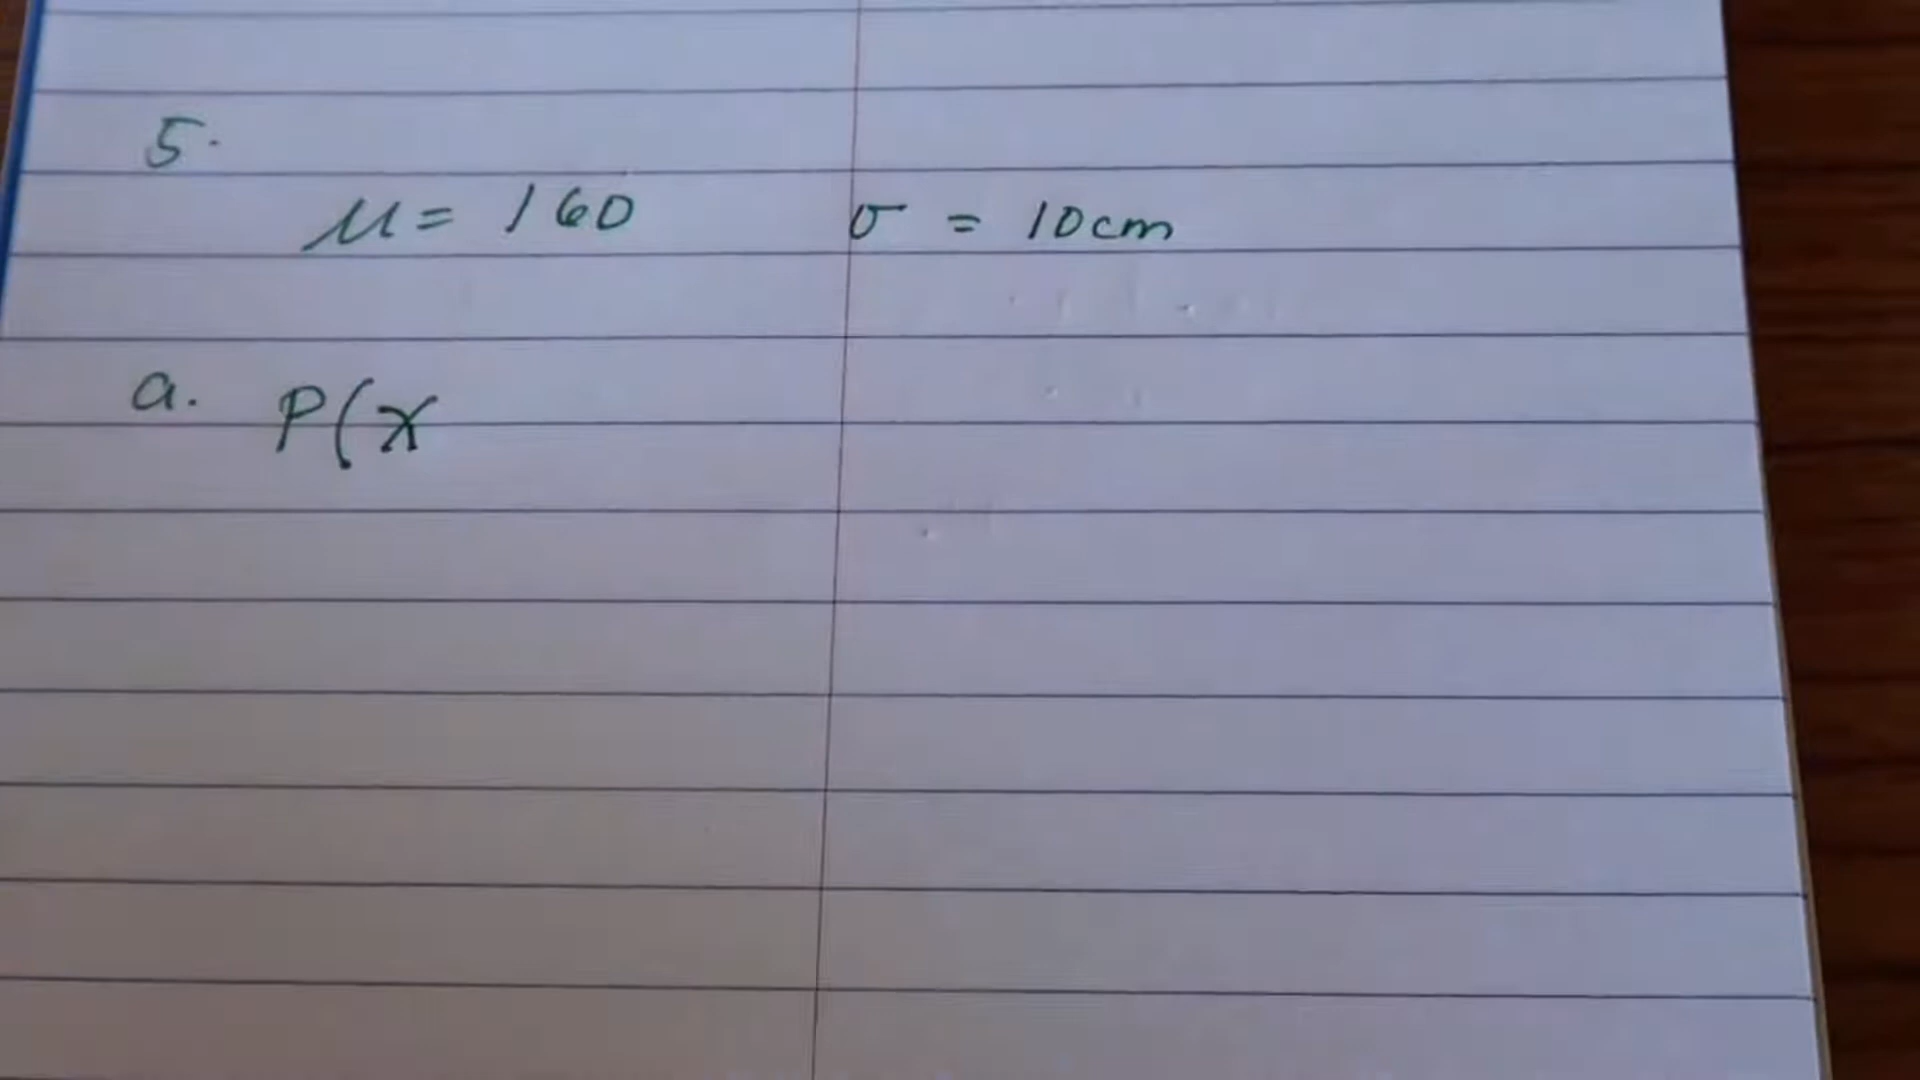 5.
μ = 160 σ = 10cm
a. P(x